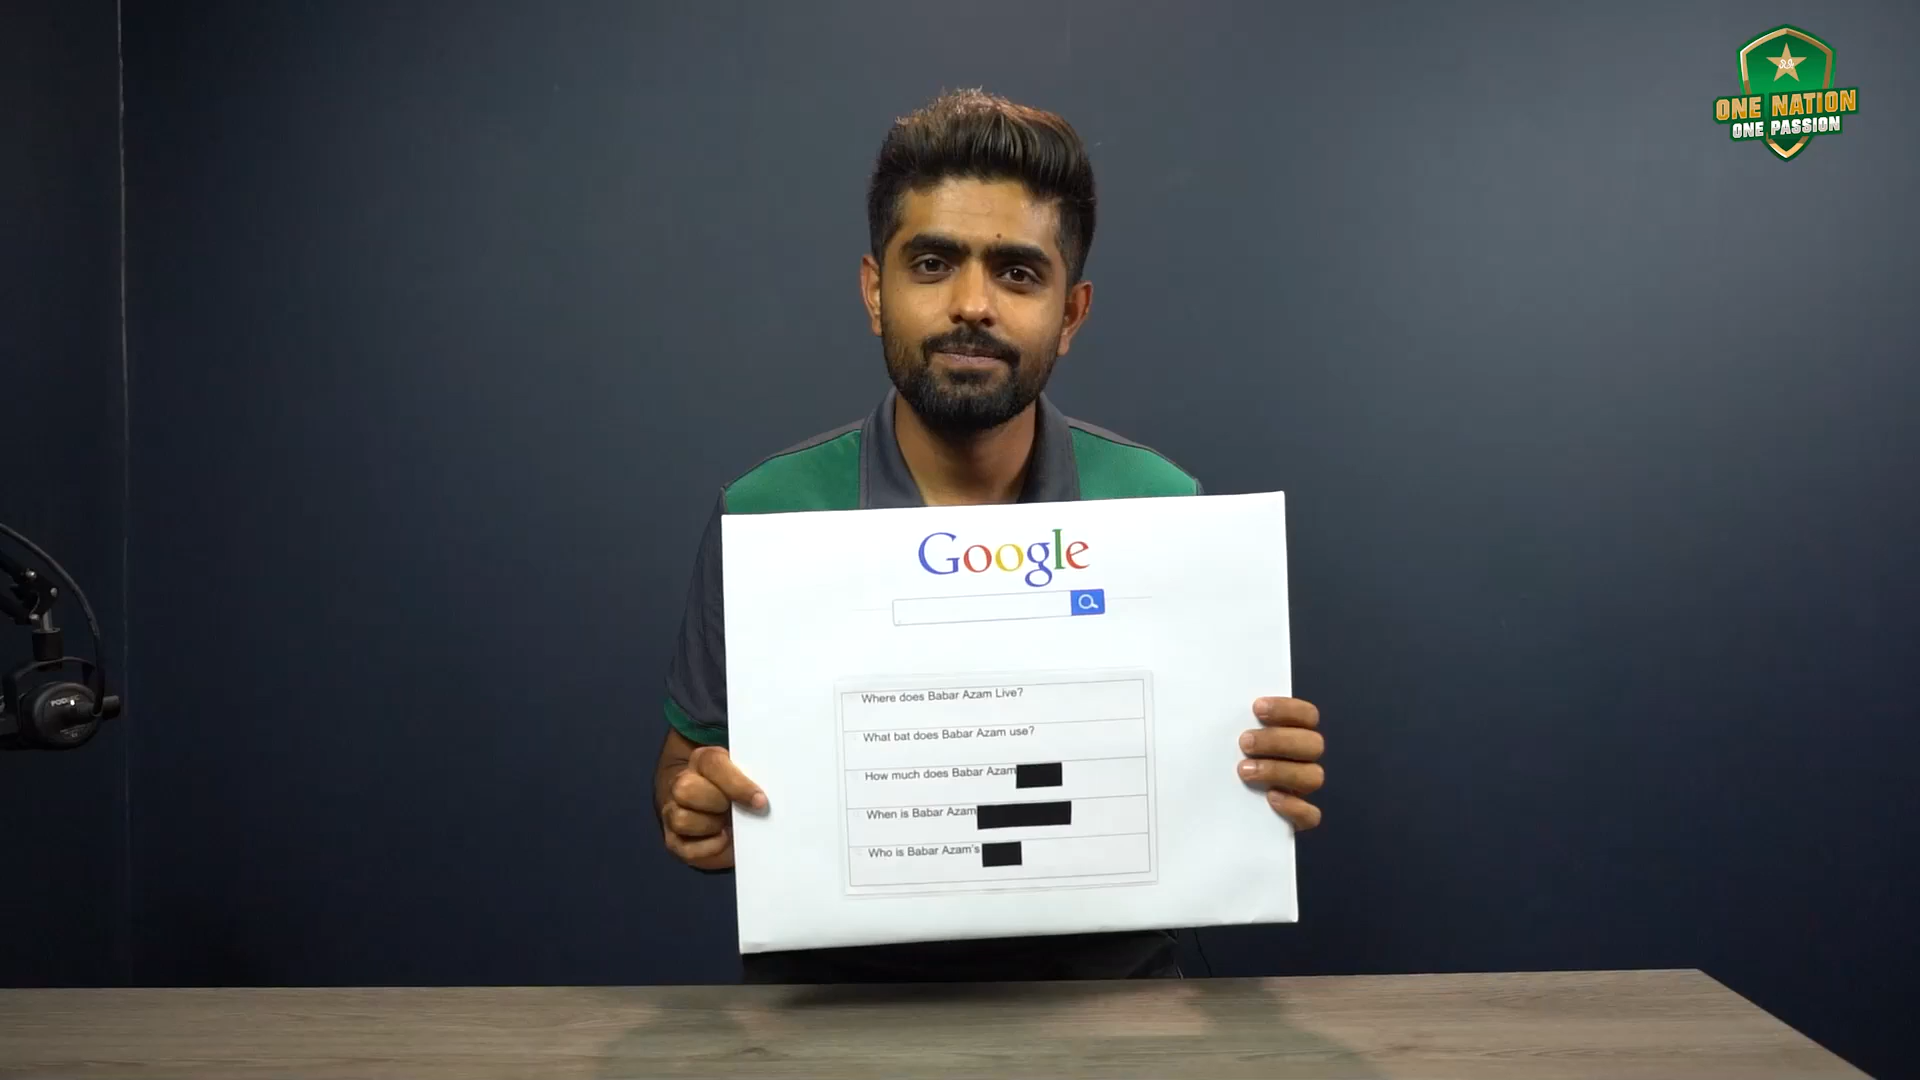 ONE NATION
ONE PASSION
Google
Where does Babar Azam Live?
What bat does Babar Azam use?
How much does Babar Azam
When is Babar Azam
Who is Babar Azam's